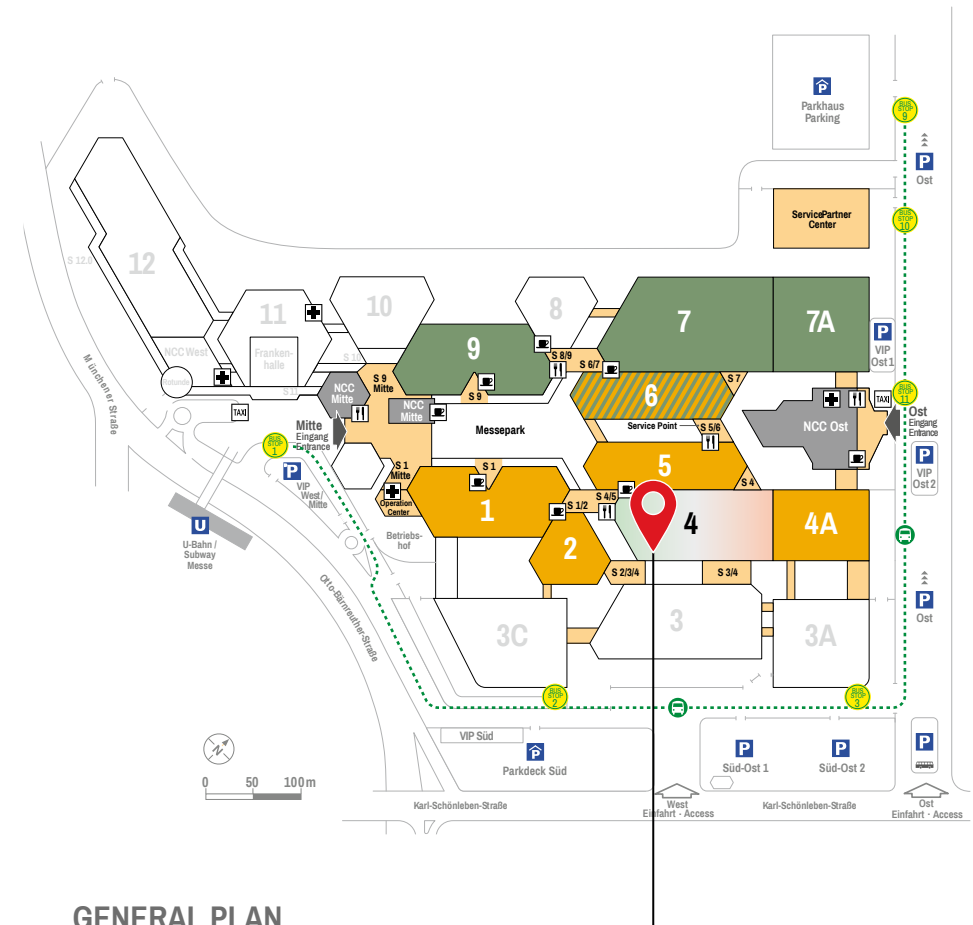 BUS
STOP
9
Parkhaus
Parking
P
P
Ost
ServicePartner
Center
BUS
STOP
10
12
S 12.0
11
10
8
7
7A
P
VIP
Ost 1
NCC West
Franken-
halle
S 10
9
S 8/9
S 6/7
Rotunde
S 9
Mitte
S 9
6
S 7
NCC
Mitte
NCC
Mitte
TAXI
Münchener Straße
Mitte
Eingang
Entrance
Messepark
Service Point
S 5/6
NCC Ost
TAXI
BUS
STOP
11
Ost
Eingang
Entrance
BUS
STOP
1
P
VIP
West/
Mitte
S 1
Mitte
S 1
5
S 4
P
VIP
Ost 2
Operation
Center
1
S 1/2
S 4/5
4
4A
U
U-Bahn /
Subway
Messe
Betriebs-
hof
2
S 2/3/4
S 3/4
P
Ost
Otto-Bärnreuther-Straße
3C
3
3A
BUS
STOP
2
BUS
STOP
3
VIP Süd
P
Parkdeck Süd
P
Süd-Ost 1
P
Süd-Ost 2
P
N
0 50 100 m
Karl-Schönleben-Straße
West
Einfahrt · Access
Karl-Schönleben-Straße
Ost
Einfahrt · Access
GENERAL PLAN